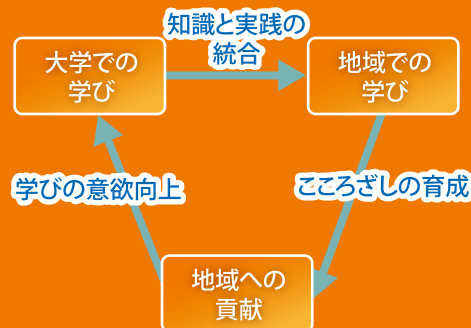 知識と実践の
統合
大学での
学び
地域での
学び
学びの意欲向上
こころざしの育成
地域への
貢献